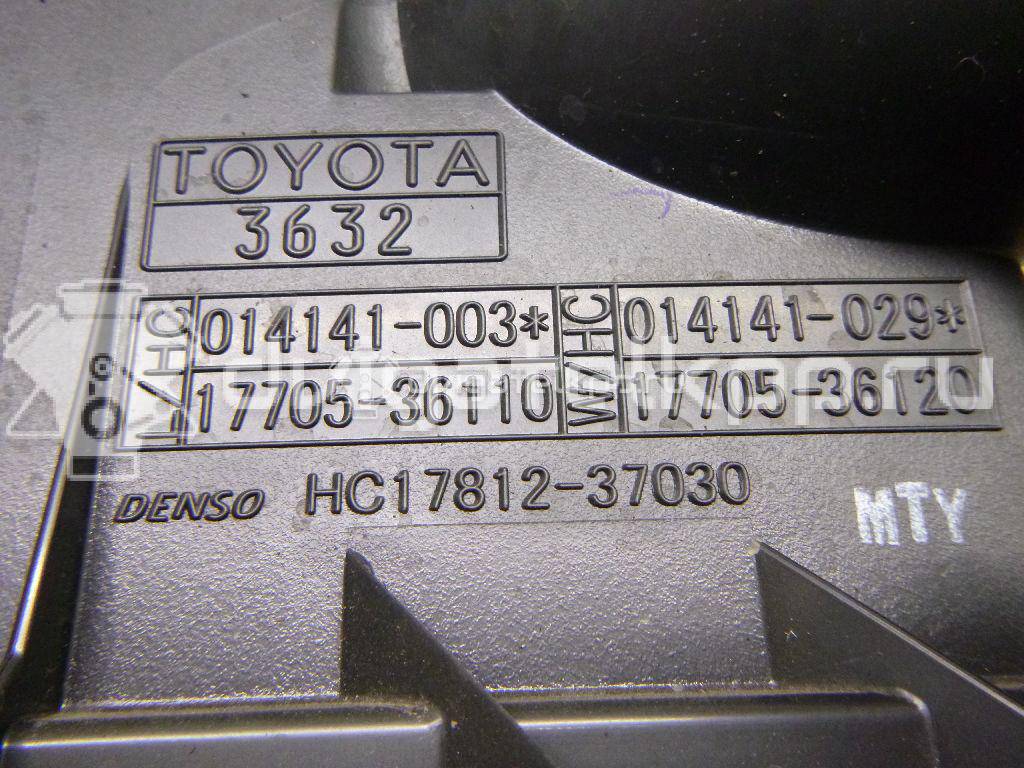 TOYOTA
3632
L/HC 014141-003* W/HC 014141-029*
17705-36110 17705-36120
DENSO HC17812-37030
MTY